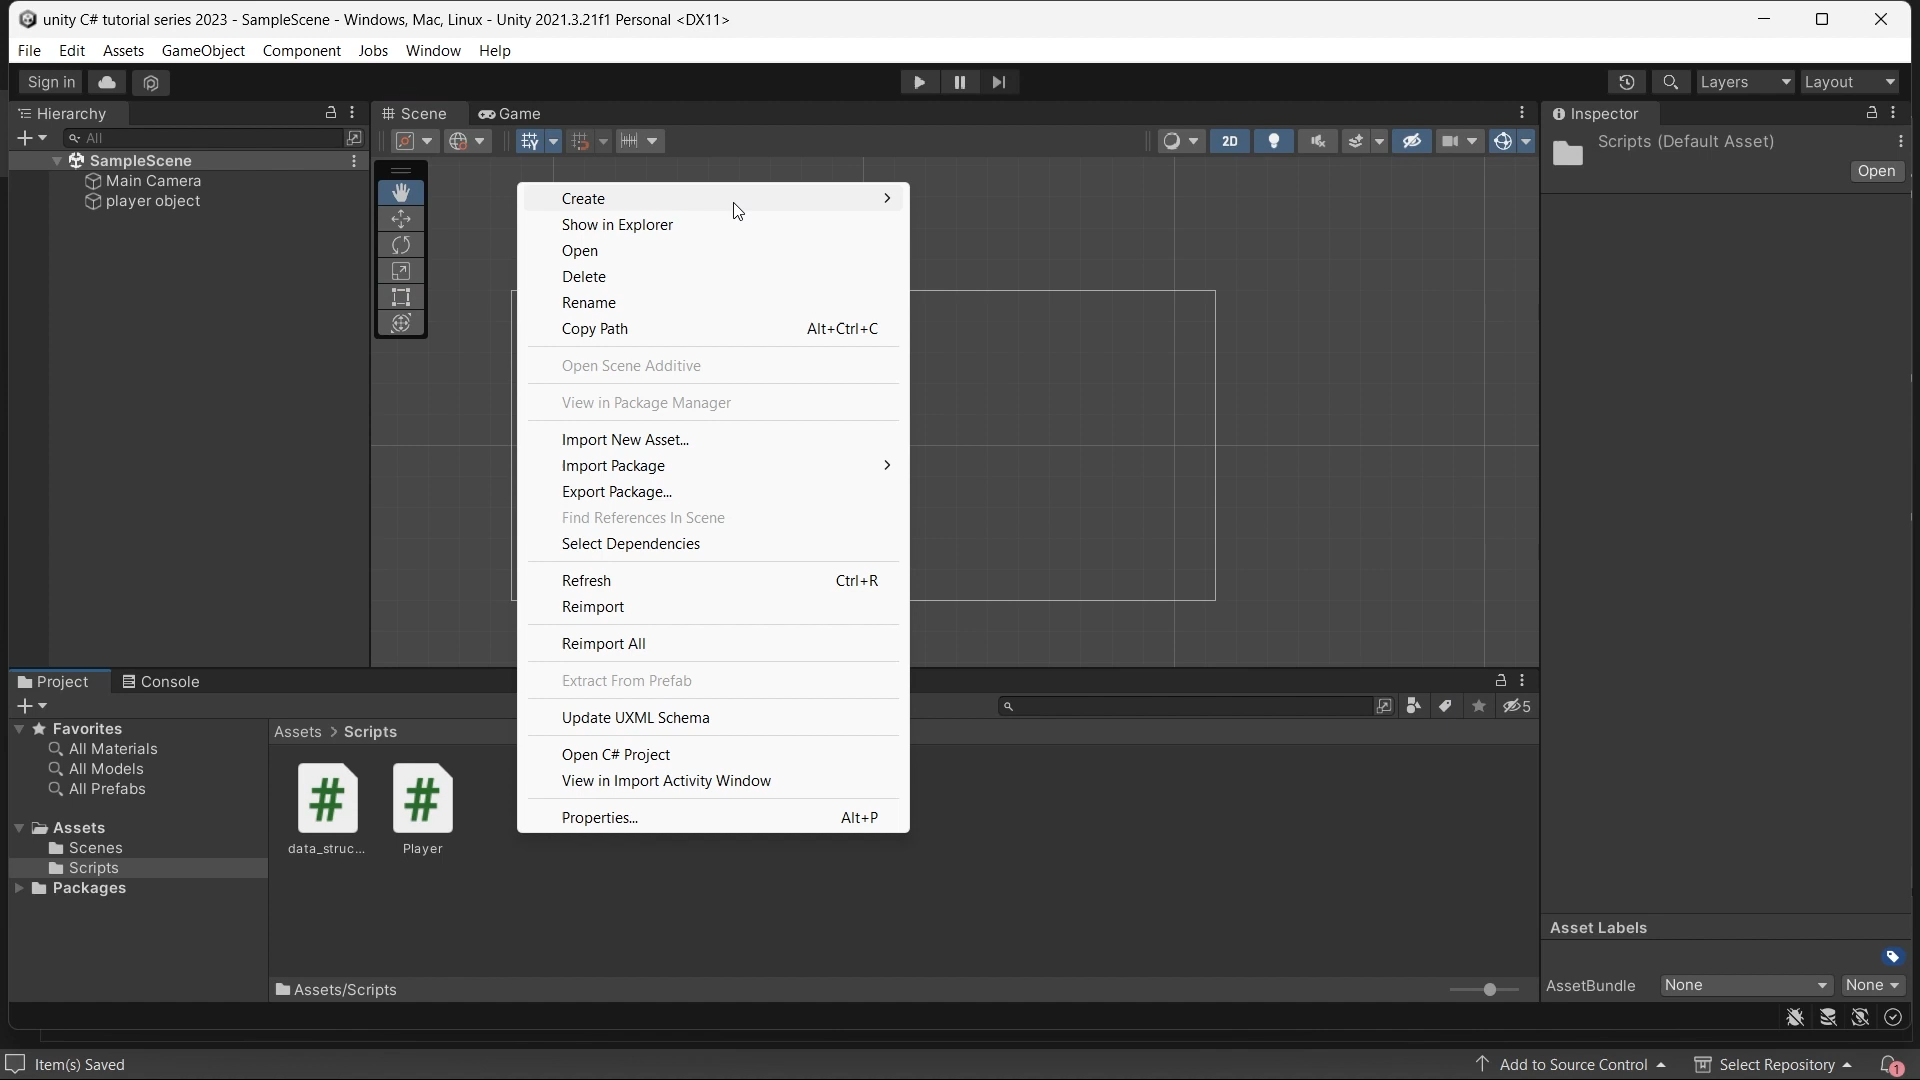 unity C# tutorial series 2023 - SampleScene - Windows, Mac, Linux - Unity 2021.3.21f1 Personal <DX11>
File Edit Assets GameObject Component Jobs Window Help
Sign in Layers Layout
Hierarchy
All
SampleScene
Main Camera
player object
Scene Game
2D
Inspector
Scripts (Default Asset)
Open
Create
Show in Explorer
Open
Delete
Rename
Copy Path Alt+Ctrl+C
Open Scene Additive
View in Package Manager
Import New Asset...
Import Package
Export Package...
Find References In Scene
Select Dependencies
Refresh Ctrl+R
Reimport
Reimport All
Extract From Prefab
Update UXML Schema
Open C# Project
View in Import Activity Window
Properties... Alt+P
Project Console
5
Favorites
All Materials
All Models
All Prefabs
Assets
Scenes
Scripts
Packages
Assets > Scripts
# #
data_struc... Player
Assets/Scripts
Asset Labels
AssetBundle None None
Item(s) Saved
Add to Source Control Select Repository 1